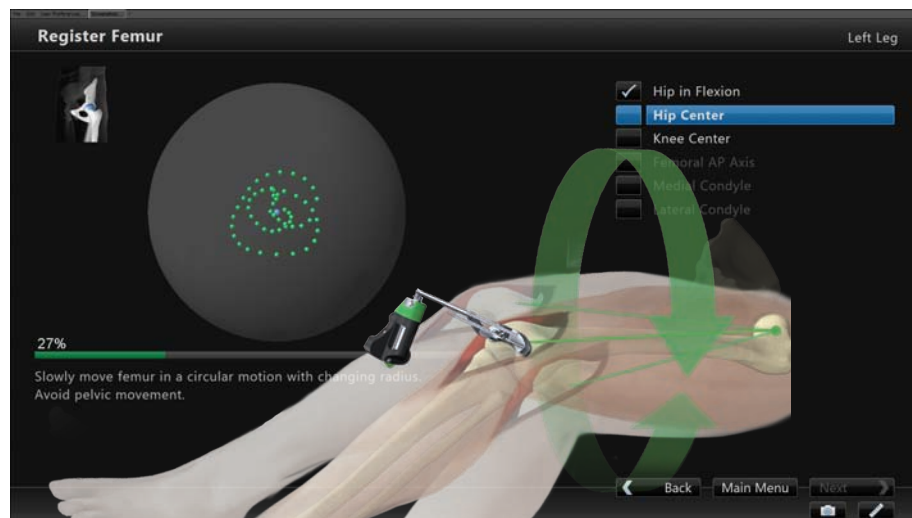 Register Femur
Left Leg
Hip in Flexion
Hip Center
Knee Center
Femoral AP Axis
Medial Condyle
Lateral Condyle
27%
Slowly move femur in a circular motion with changing radius.
Avoid pelvic movement.
Back
Main Menu
Next